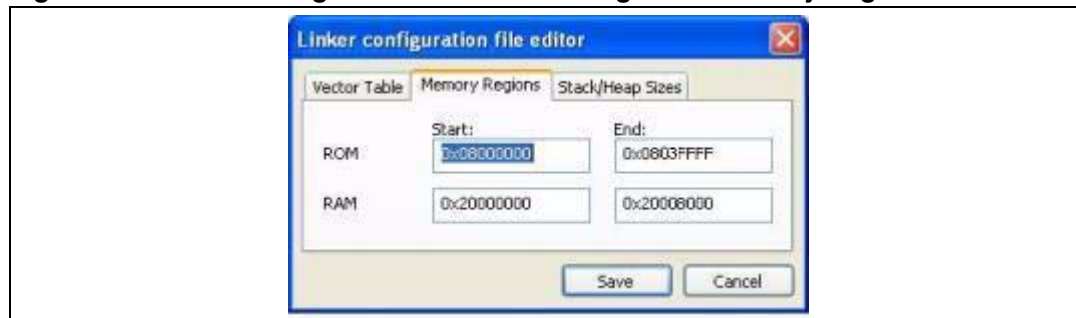 Linker configuration file editor
Vector Table Memory Regions Stack/Heap Sizes
Start: End:
ROM 0x08000000 0x0803FFFF
RAM 0x20000000 0x20008000
Save Cancel